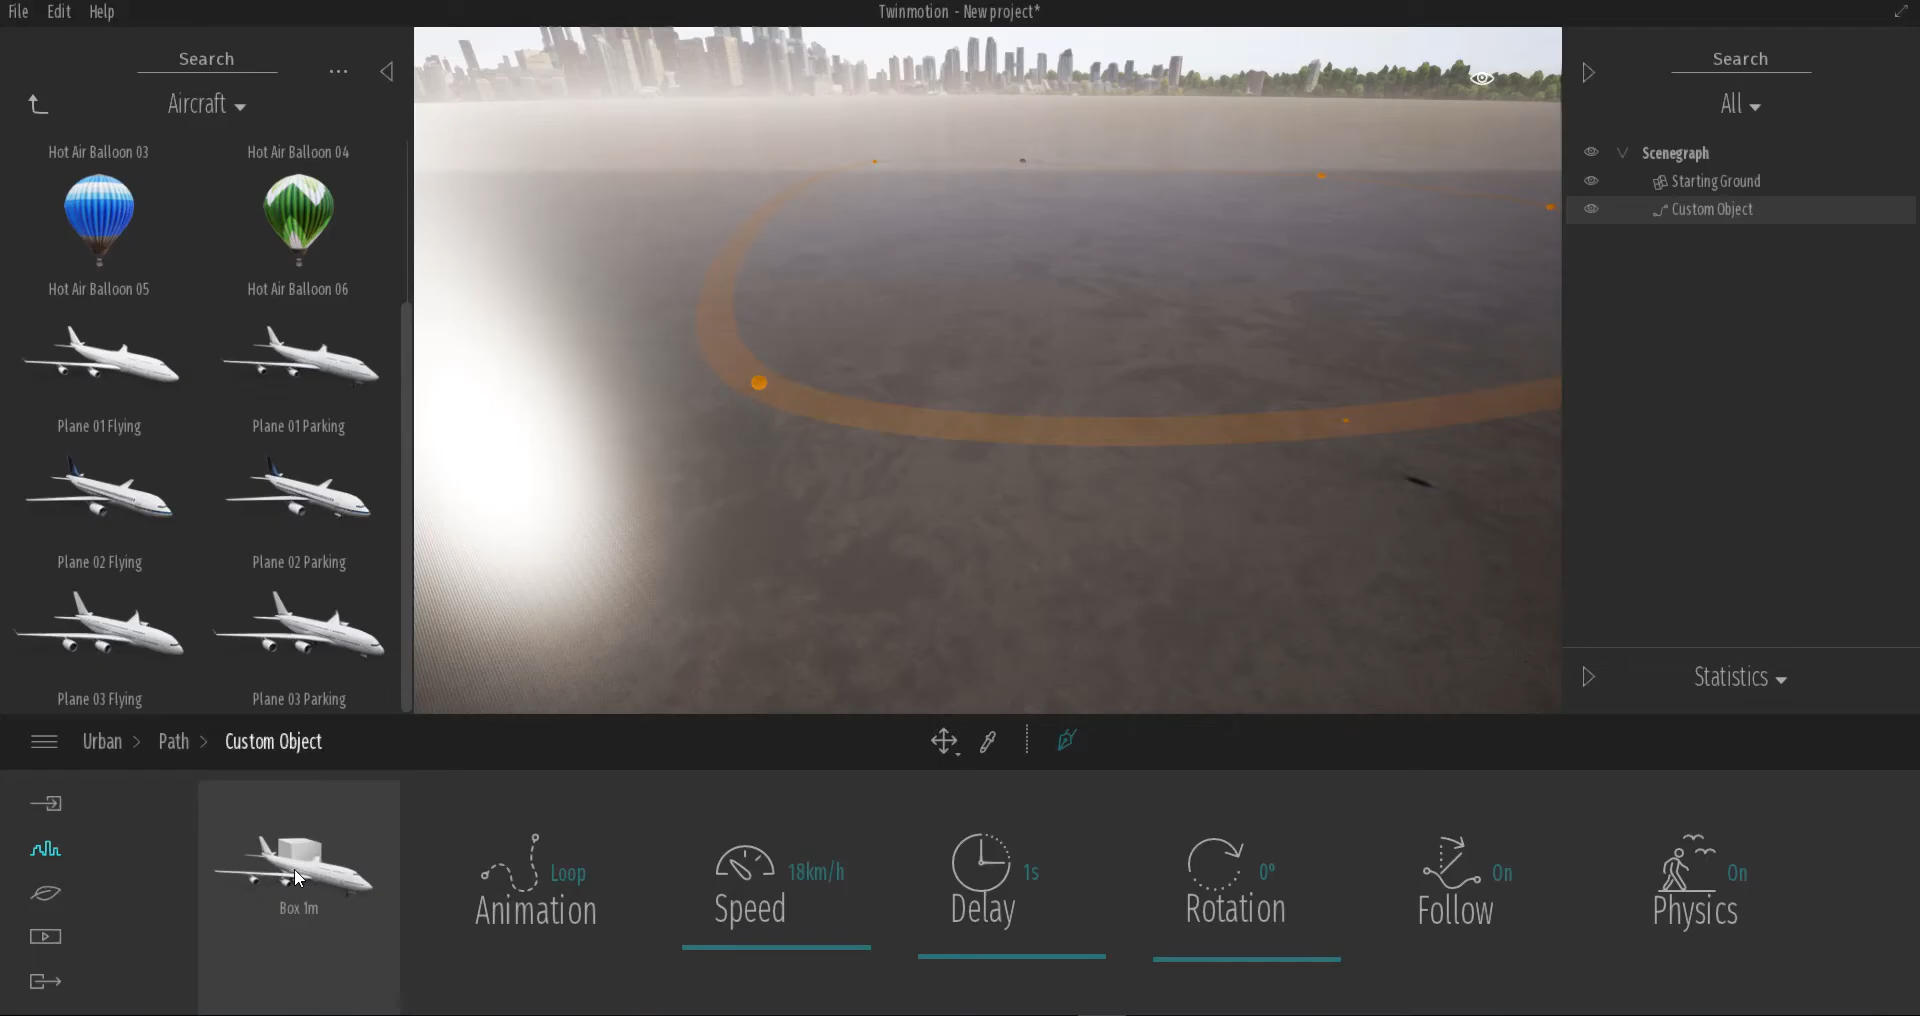 File Edit Help
Twinmotion - New project*
Search
Aircraft
Hot Air Balloon 03
Hot Air Balloon 04
Hot Air Balloon 05
Hot Air Balloon 06
Plane 01 Flying
Plane 01 Parking
Plane 02 Flying
Plane 02 Parking
Plane 03 Flying
Plane 03 Parking
Search
All
Scenegraph
Starting Ground
Custom Object
Statistics
Urban > Path > Custom Object
Box 1m
Loop
Animation
18km/h
Speed
1s
Delay
0°
Rotation
On
Follow
On
Physics